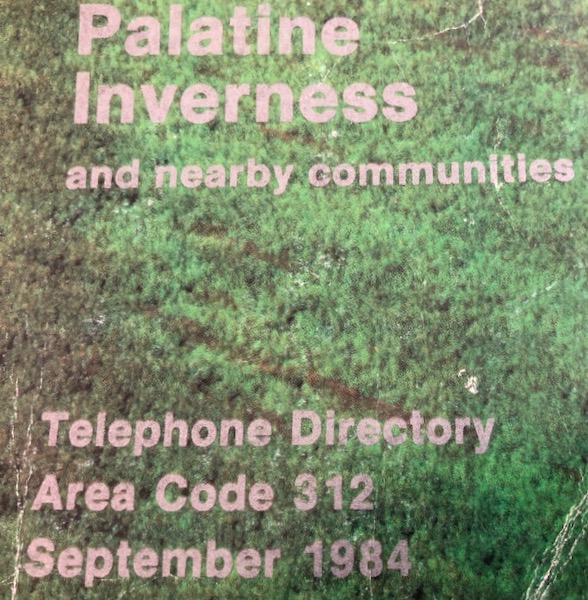 Palatine
Inverness
and nearby communities
Telephone Directory
Area Code 312
September 1984